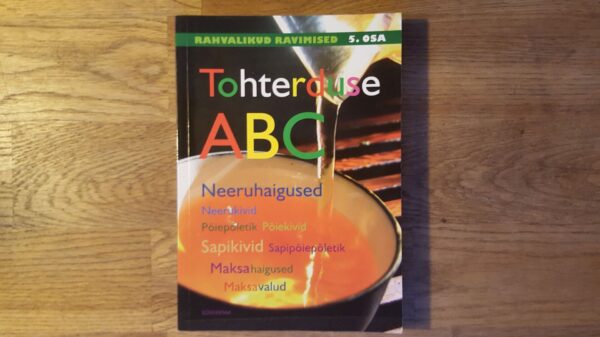 RAHVALIKUD RAVIMISED 5. OSA
Tohterduse
ABC
Neeruhaigused
Neerukivid
Põiepõletik Põiekivid
Sapikivid Sapipõiepõletik
Maksahaigused
Maksavalud